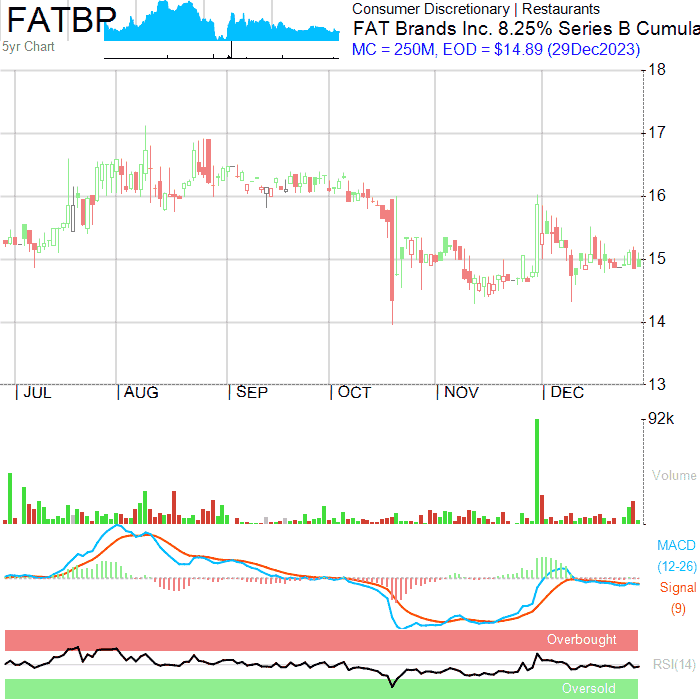 FATBP
5yr Chart
Consumer Discretionary | Restaurants
FAT Brands Inc. 8.25% Series B Cumula
MC = 250M, EOD = $14.89 (29Dec2023)
18
17
16
15
14
13
JUL AUG SEP OCT NOV DEC
92k
Volume
MACD
(12-26)
Signal
(9)
Overbought
RSI(14)
Oversold